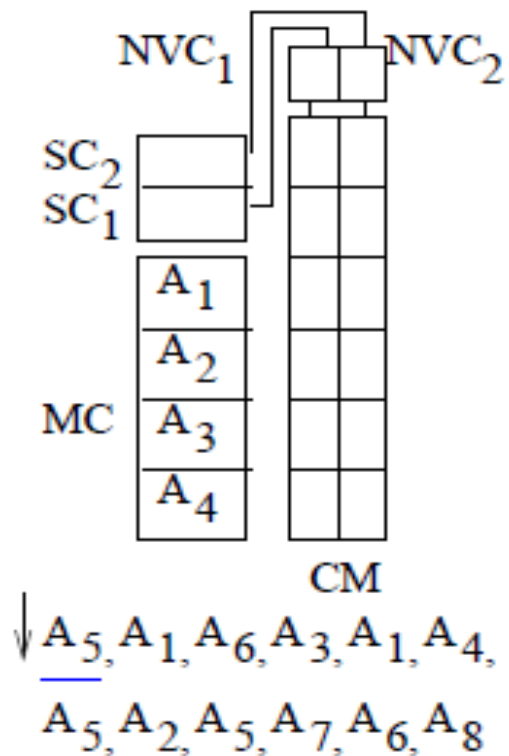 NVC1 NVC2
SC2
SC1
A1
A2
MC A3
A4
CM
A5, A1, A6, A3, A1, A4,
A5, A2, A5, A7, A6, A8